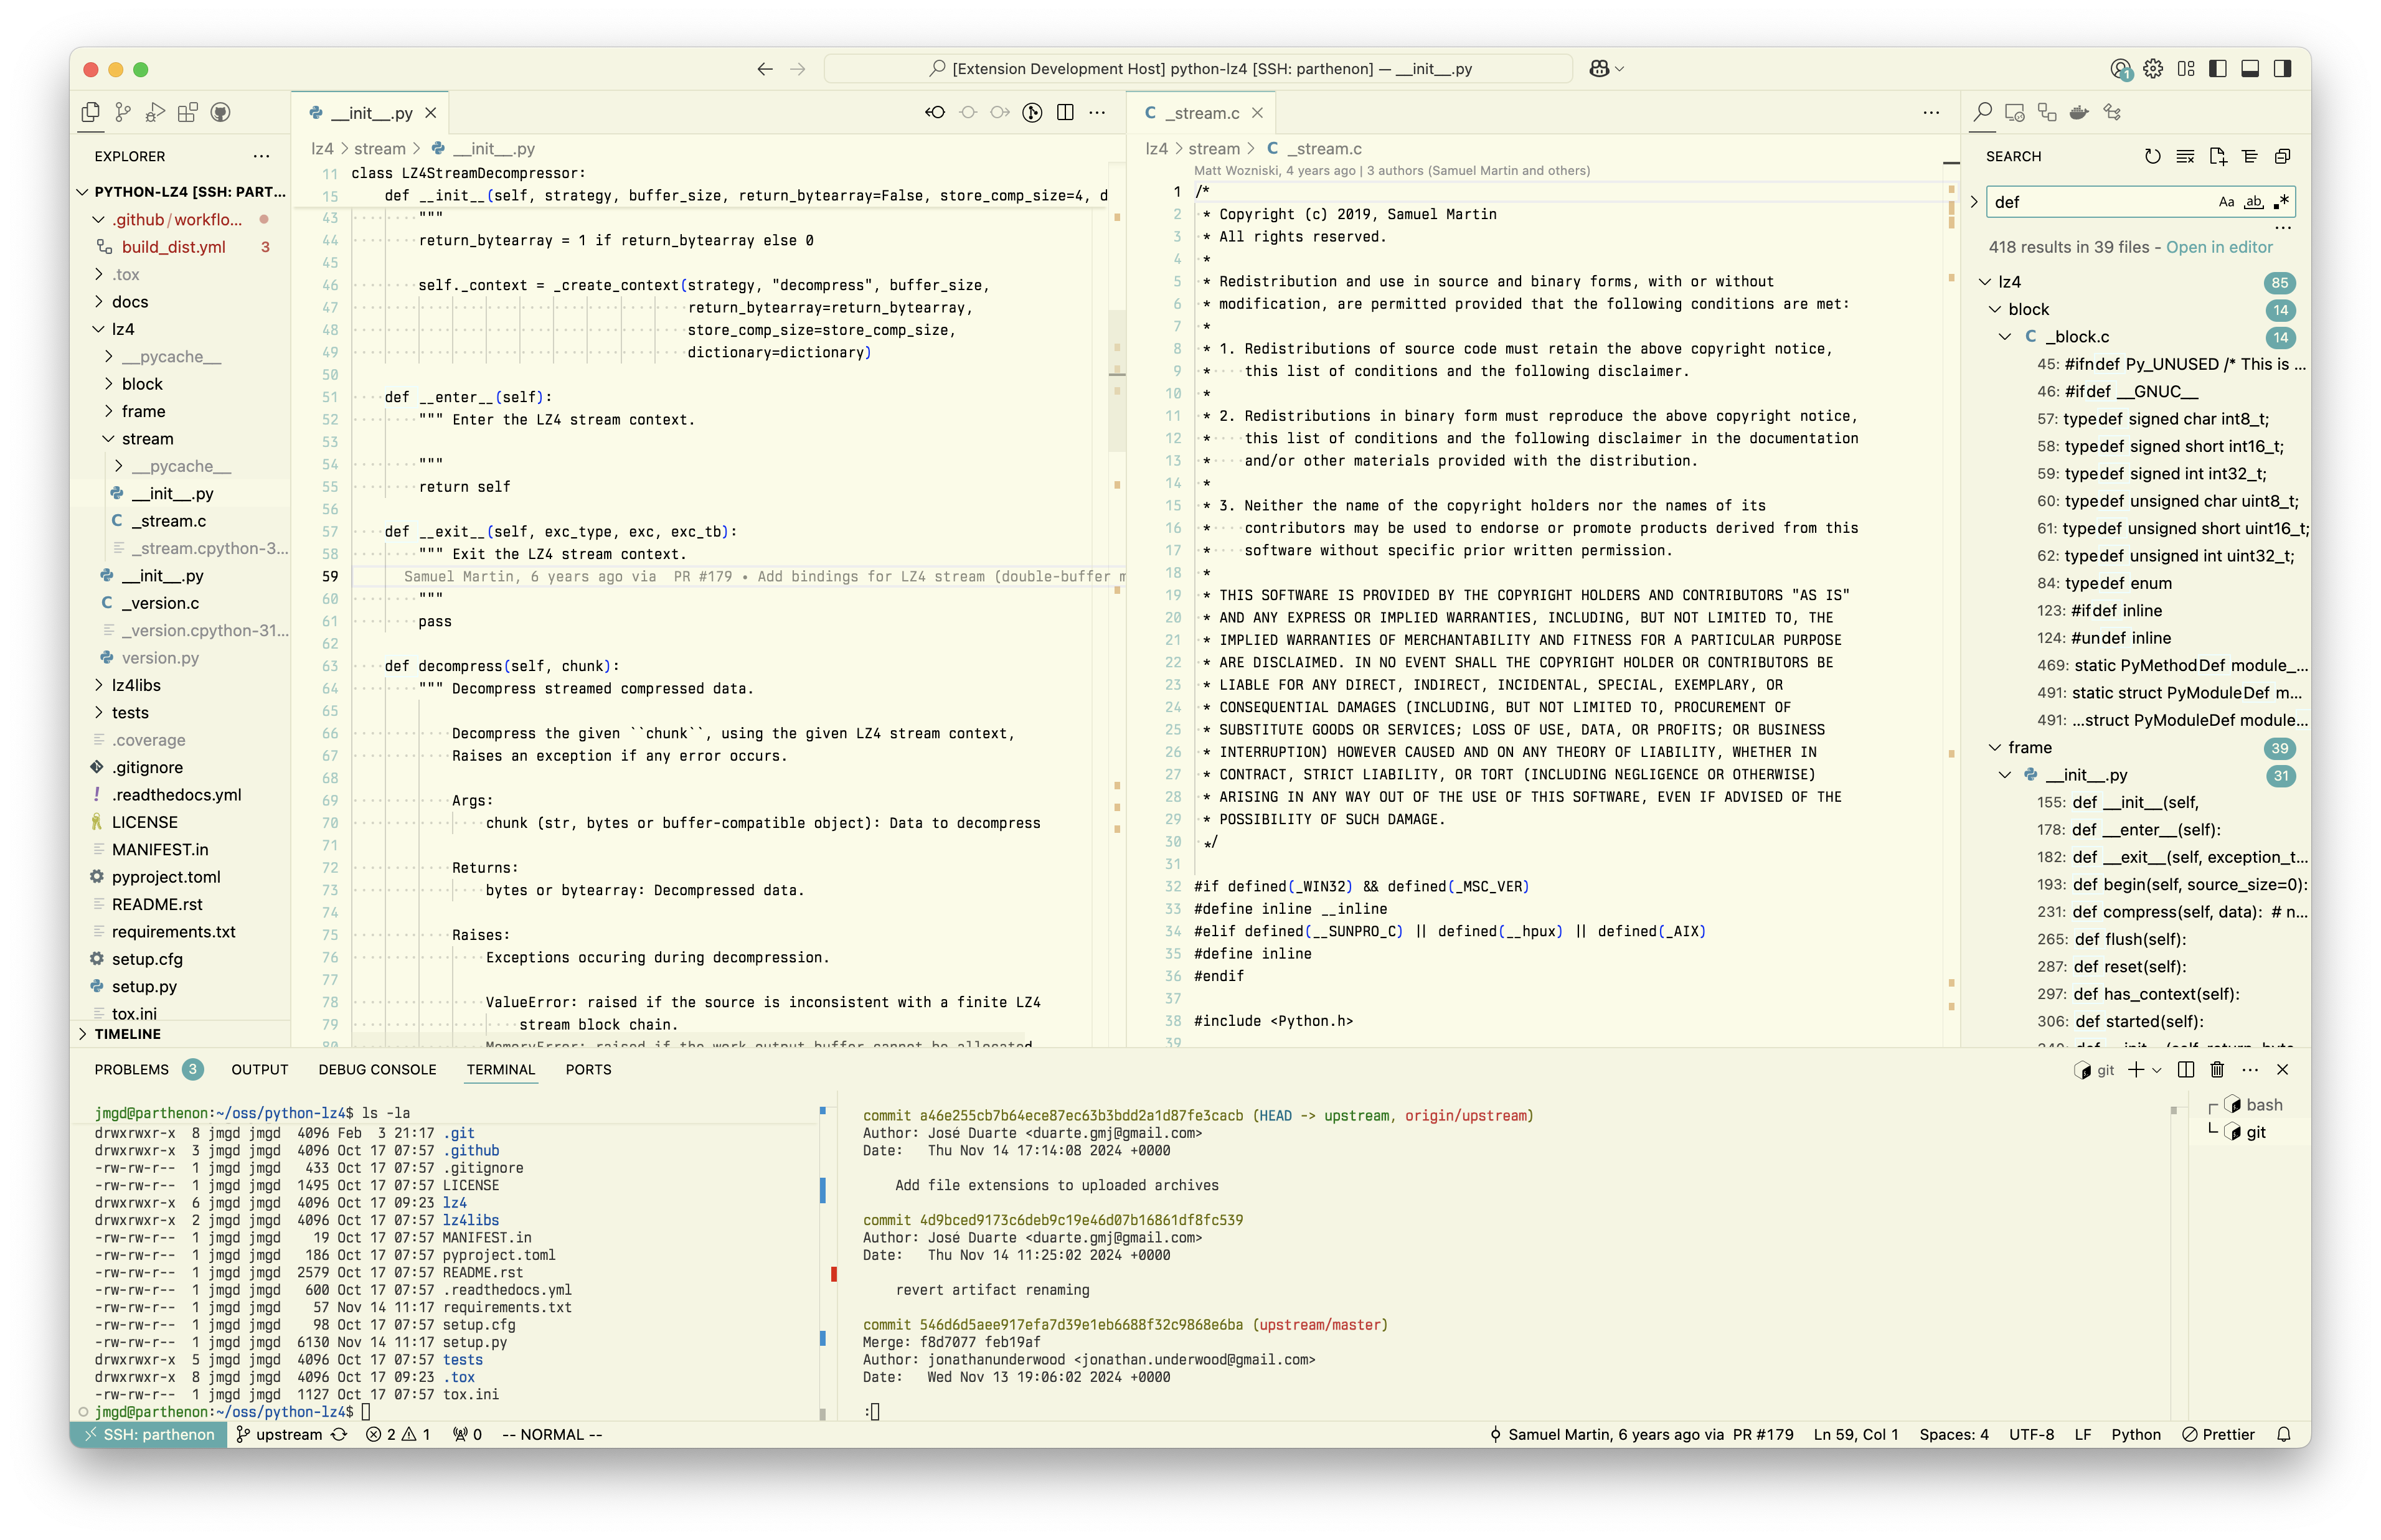 [Extension Development Host] python-lz4 [SSH: parthenon] — __init__.py
1
EXPLORER
PYTHON-LZ4 [SSH: PART...
.github/workflo...
build_dist.yml 3
.tox
docs
lz4
__pycache__
block
frame
stream
__pycache__
__init__.py
_stream.c
_stream.cpython-3...
__init__.py
_version.c
_version.cpython-31...
version.py
lz4libs
tests
.coverage
.gitignore
.readthedocs.yml
LICENSE
MANIFEST.in
pyproject.toml
README.rst
requirements.txt
setup.cfg
setup.py
tox.ini
TIMELINE
__init__.py
lz4 > stream > __init__.py
11 class LZ4StreamDecompressor:
15 def __init__(self, strategy, buffer_size, return_bytearray=False, store_comp_size=4, d
43 """
44 return_bytearray = 1 if return_bytearray else 0
45
46 self._context = _create_context(strategy, "decompress", buffer_size,
47 return_bytearray=return_bytearray,
48 store_comp_size=store_comp_size,
49 dictionary=dictionary)
50
51 def __enter__(self):
52 """ Enter the LZ4 stream context.
53
54 """
55 return self
56
57 def __exit__(self, exc_type, exc, exc_tb):
58 """ Exit the LZ4 stream context.
59 Samuel Martin, 6 years ago via PR #179 • Add bindings for LZ4 stream (double-buffer m
60 """
61 pass
62
63 def decompress(self, chunk):
64 """ Decompress streamed compressed data.
65
66 Decompress the given ``chunk``, using the given LZ4 stream context,
67 Raises an exception if any error occurs.
68
69 Args:
70 chunk (str, bytes or buffer-compatible object): Data to decompress
71
72 Returns:
73 bytes or bytearray: Decompressed data.
74
75 Raises:
76 Exceptions occuring during decompression.
77
78 ValueError: raised if the source is inconsistent with a finite LZ4
79 stream block chain.
80 MemoryError: raised if the work output buffer cannot be allocated
C _stream.c
lz4 > stream > C _stream.c
Matt Wozniski, 4 years ago | 3 authors (Samuel Martin and others)
1 /*
2 * Copyright (c) 2019, Samuel Martin
3 * All rights reserved.
4 *
5 * Redistribution and use in source and binary forms, with or without
6 * modification, are permitted provided that the following conditions are met:
7 *
8 * 1. Redistributions of source code must retain the above copyright notice,
9 * this list of conditions and the following disclaimer.
10 *
11 * 2. Redistributions in binary form must reproduce the above copyright notice,
12 * this list of conditions and the following disclaimer in the documentation
13 * and/or other materials provided with the distribution.
14 *
15 * 3. Neither the name of the copyright holders nor the names of its
16 * contributors may be used to endorse or promote products derived from this
17 * software without specific prior written permission.
18 *
19 * THIS SOFTWARE IS PROVIDED BY THE COPYRIGHT HOLDERS AND CONTRIBUTORS "AS IS"
20 * AND ANY EXPRESS OR IMPLIED WARRANTIES, INCLUDING, BUT NOT LIMITED TO, THE
21 * IMPLIED WARRANTIES OF MERCHANTABILITY AND FITNESS FOR A PARTICULAR PURPOSE
22 * ARE DISCLAIMED. IN NO EVENT SHALL THE COPYRIGHT HOLDER OR CONTRIBUTORS BE
23 * LIABLE FOR ANY DIRECT, INDIRECT, INCIDENTAL, SPECIAL, EXEMPLARY, OR
24 * CONSEQUENTIAL DAMAGES (INCLUDING, BUT NOT LIMITED TO, PROCUREMENT OF
25 * SUBSTITUTE GOODS OR SERVICES; LOSS OF USE, DATA, OR PROFITS; OR BUSINESS
26 * INTERRUPTION) HOWEVER CAUSED AND ON ANY THEORY OF LIABILITY, WHETHER IN
27 * CONTRACT, STRICT LIABILITY, OR TORT (INCLUDING NEGLIGENCE OR OTHERWISE)
28 * ARISING IN ANY WAY OUT OF THE USE OF THIS SOFTWARE, EVEN IF ADVISED OF THE
29 * POSSIBILITY OF SUCH DAMAGE.
30 */
31
32 #if defined(_WIN32) && defined(_MSC_VER)
33 #define inline __inline
34 #elif defined(__SUNPRO_C) || defined(__hpux) || defined(_AIX)
35 #define inline
36 #endif
37
38 #include <Python.h>
39
SEARCH
def Aa ab .*
418 results in 39 files - Open in editor
lz4 85
block 14
C _block.c 14
45: #ifndef Py_UNUSED /* This is ...
46: #ifdef __GNUC__
57: typedef signed char int8_t;
58: typedef signed short int16_t;
59: typedef signed int int32_t;
60: typedef unsigned char uint8_t;
61: typedef unsigned short uint16_t;
62: typedef unsigned int uint32_t;
84: typedef enum
123: #ifdef inline
124: #undef inline
469: static PyMethodDef module_...
491: static struct PyModuleDef m...
491: ...struct PyModuleDef module...
frame 39
__init__.py 31
155: def __init__(self,
178: def __enter__(self):
182: def __exit__(self, exception_t...
193: def begin(self, source_size=0):
231: def compress(self, data): # n...
265: def flush(self):
287: def reset(self):
297: def has_context(self):
306: def started(self):
PROBLEMS 3 OUTPUT DEBUG CONSOLE TERMINAL PORTS
git
jmgd@parthenon:~/oss/python-lz4$ ls -la
drwxrwxr-x 8 jmgd jmgd 4096 Feb 3 21:17 .git
drwxrwxr-x 3 jmgd jmgd 4096 Oct 17 07:57 .github
-rw-rw-r-- 1 jmgd jmgd 433 Oct 17 07:57 .gitignore
-rw-rw-r-- 1 jmgd jmgd 1495 Oct 17 07:57 LICENSE
drwxrwxr-x 6 jmgd jmgd 4096 Oct 17 09:23 lz4
drwxrwxr-x 2 jmgd jmgd 4096 Oct 17 07:57 lz4libs
-rw-rw-r-- 1 jmgd jmgd 19 Oct 17 07:57 MANIFEST.in
-rw-rw-r-- 1 jmgd jmgd 186 Oct 17 07:57 pyproject.toml
-rw-rw-r-- 1 jmgd jmgd 2579 Oct 17 07:57 README.rst
-rw-rw-r-- 1 jmgd jmgd 600 Oct 17 07:57 .readthedocs.yml
-rw-rw-r-- 1 jmgd jmgd 57 Nov 14 11:17 requirements.txt
-rw-rw-r-- 1 jmgd jmgd 98 Oct 17 07:57 setup.cfg
-rw-rw-r-- 1 jmgd jmgd 6130 Nov 14 11:17 setup.py
drwxrwxr-x 5 jmgd jmgd 4096 Oct 17 07:57 tests
drwxrwxr-x 8 jmgd jmgd 4096 Oct 17 09:23 .tox
-rw-rw-r-- 1 jmgd jmgd 1127 Oct 17 07:57 tox.ini
jmgd@parthenon:~/oss/python-lz4$
commit a46e255cb7b64ece87ec63b3bdd2a1d87fe3cacb (HEAD -> upstream, origin/upstream)
Author: José Duarte <duarte.gmj@gmail.com>
Date: Thu Nov 14 17:14:08 2024 +0000
Add file extensions to uploaded archives
commit 4d9bced9173c6deb9c19e46d07b16861df8fc539
Author: José Duarte <duarte.gmj@gmail.com>
Date: Thu Nov 14 11:25:02 2024 +0000
revert artifact renaming
commit 546d6d5aee917efa7d39e1eb6688f32c9868e6ba (upstream/master)
Merge: f8d7077 feb19af
Author: jonathanunderwood <jonathan.underwood@gmail.com>
Date: Wed Nov 13 19:06:02 2024 +0000
:
bash
git
SSH: parthenon upstream 2 1 0 -- NORMAL -- Samuel Martin, 6 years ago via PR #179 Ln 59, Col 1 Spaces: 4 UTF-8 LF Python Prettier